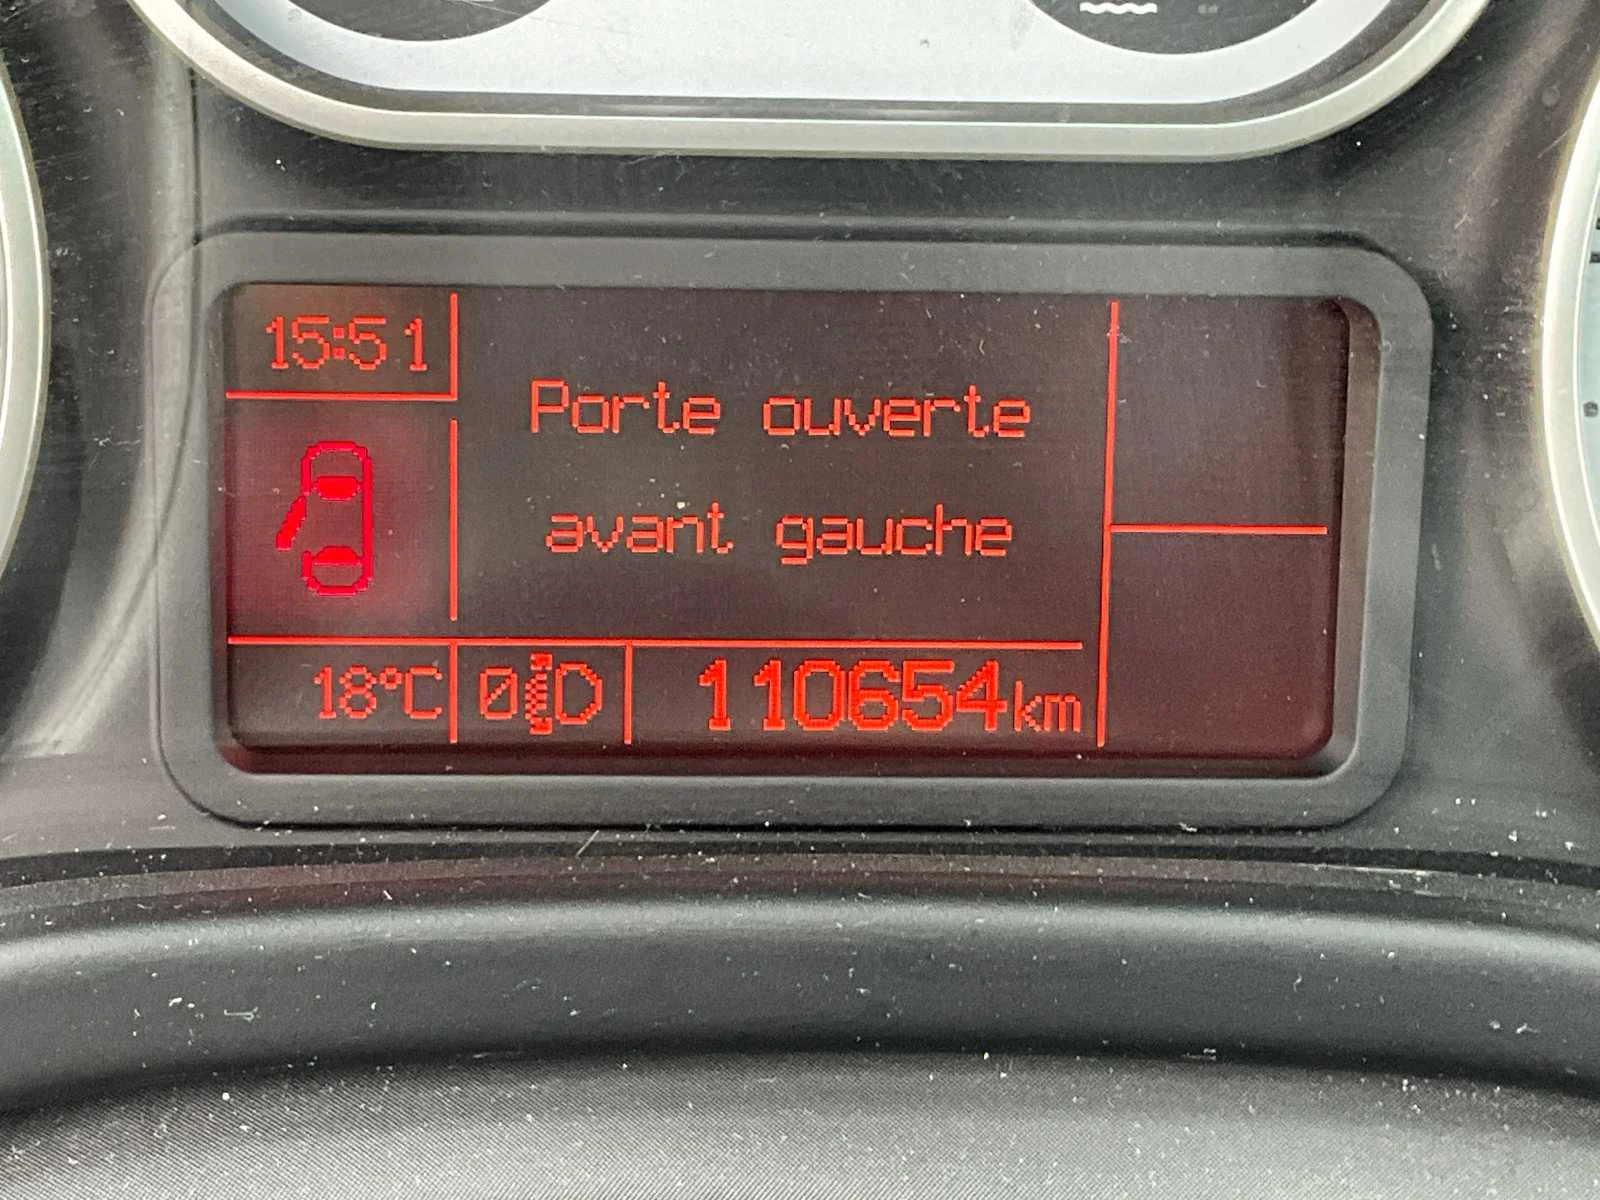 15:51
Porte ouverte
avant gauche
18°C
0
110654km